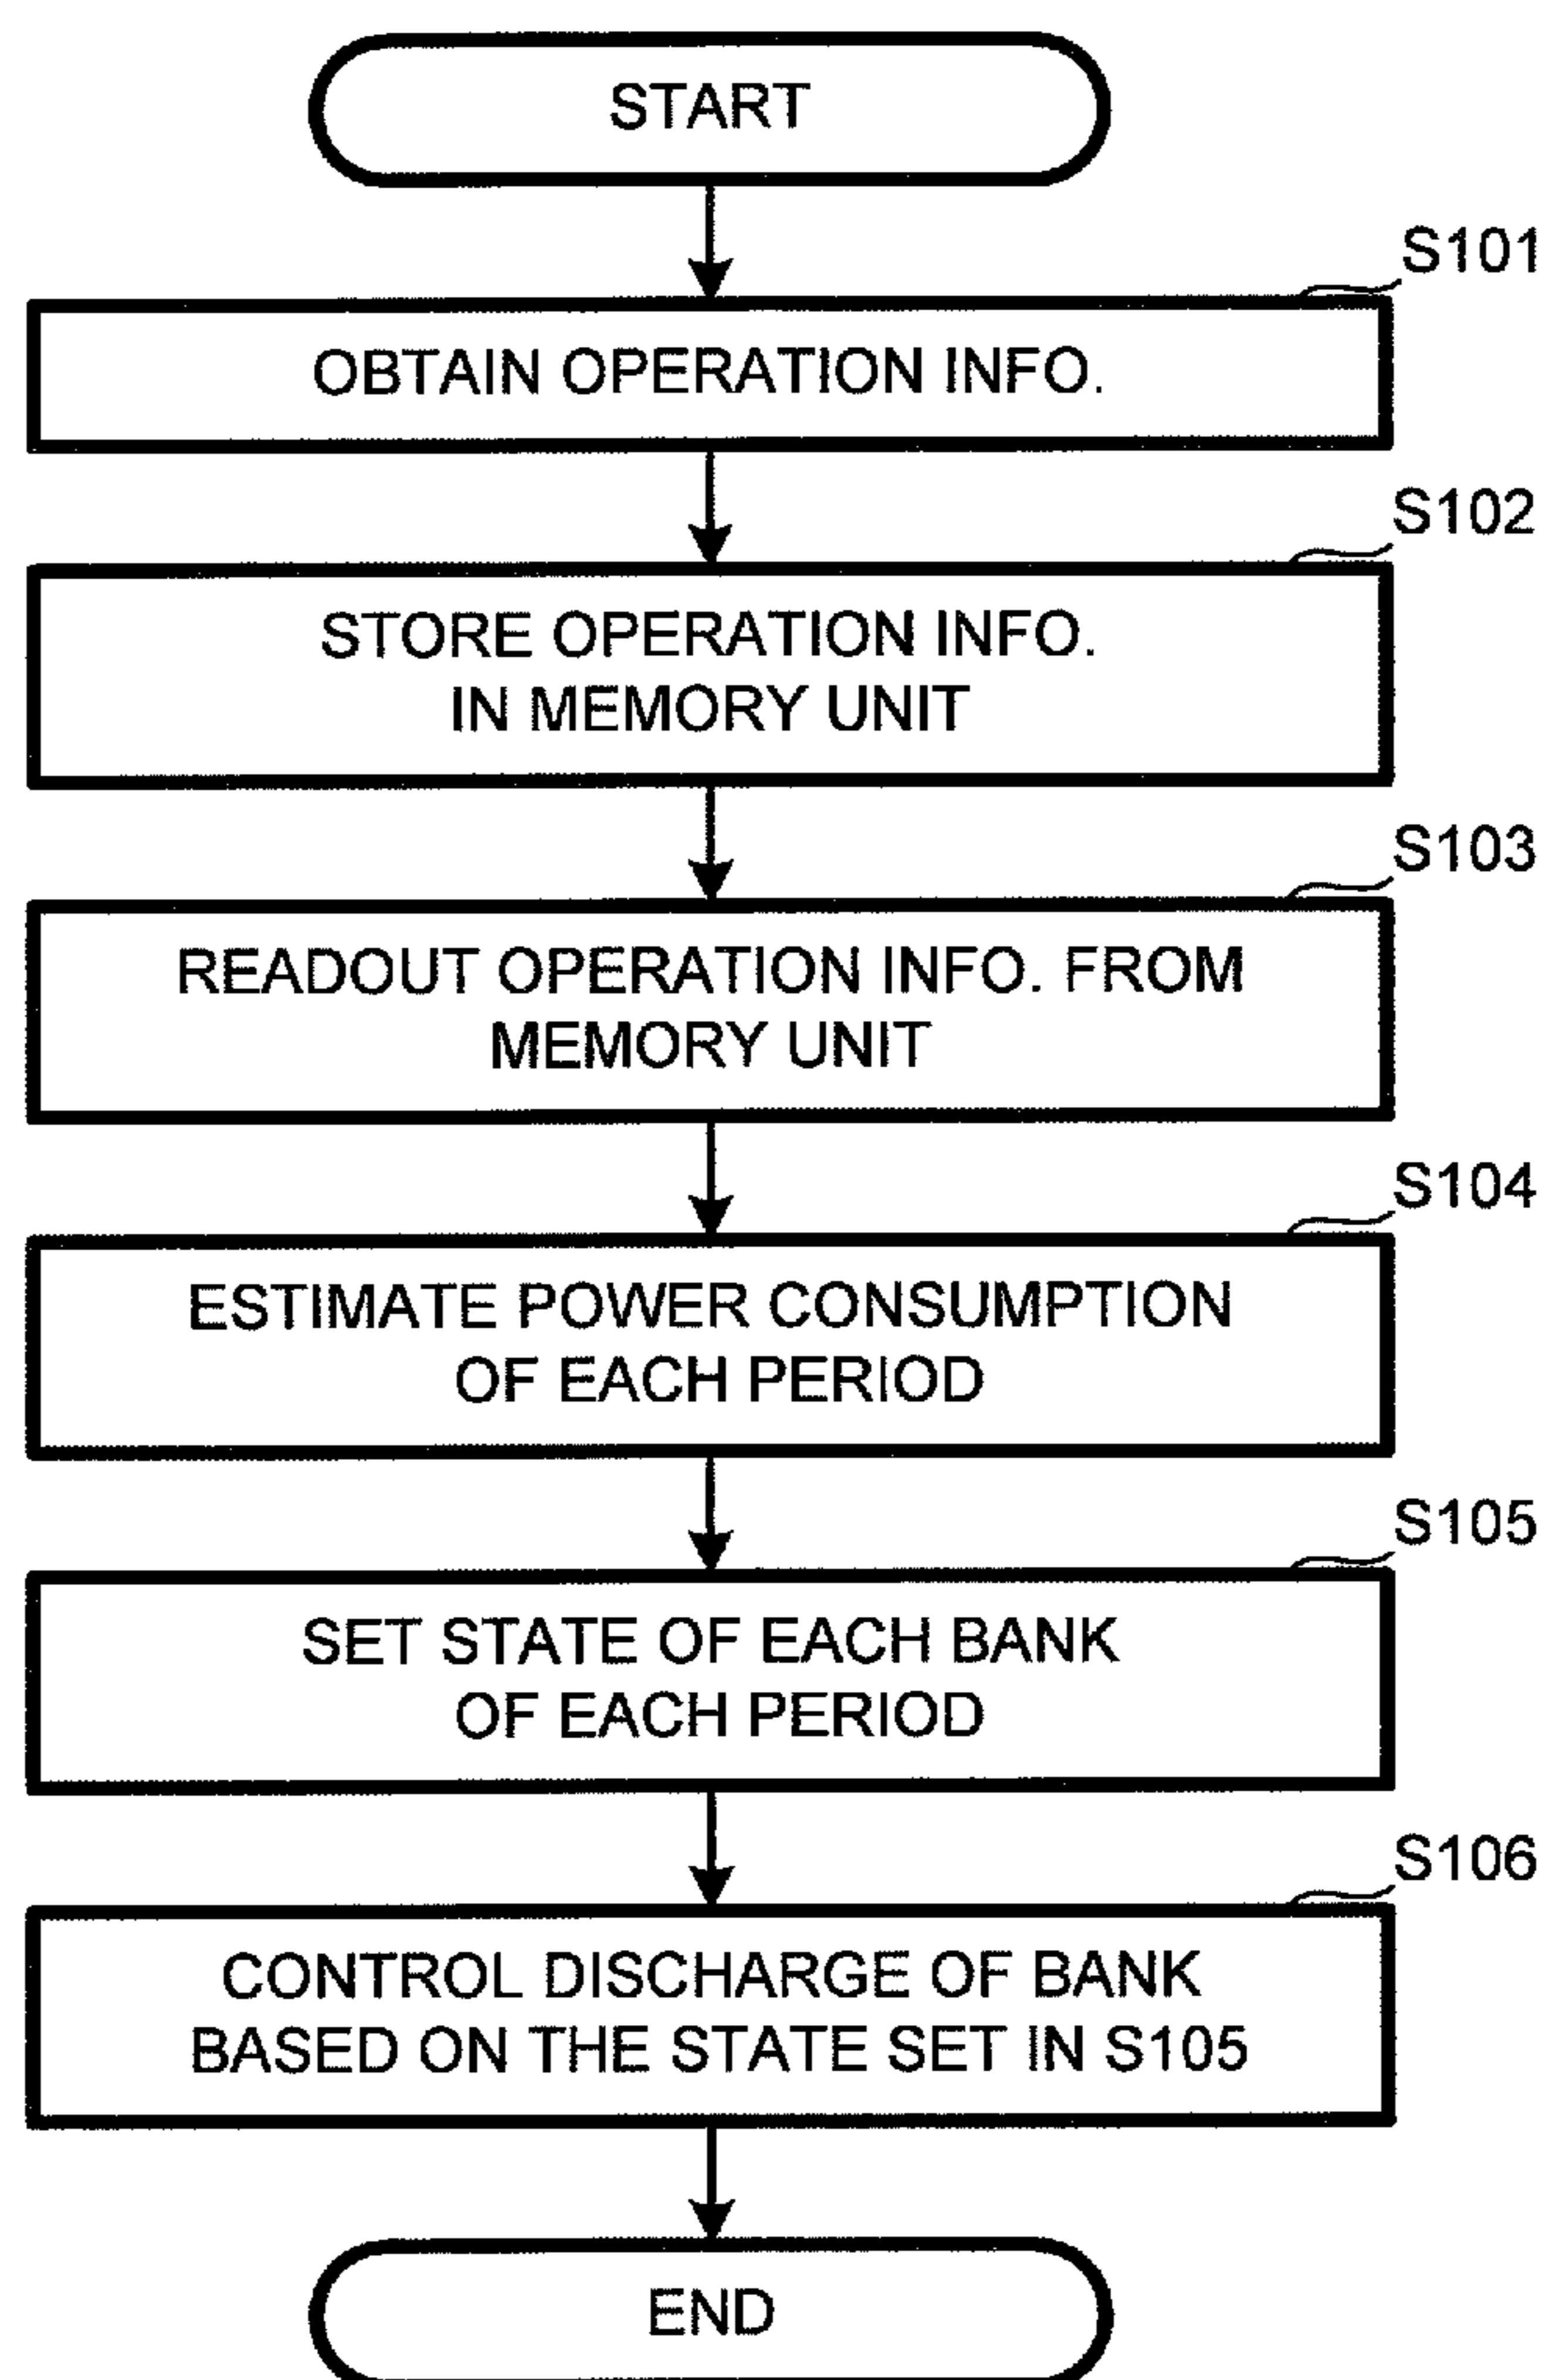 START
S101
OBTAIN OPERATION INFO.
S102
STORE OPERATION INFO.
IN MEMORY UNIT
S103
READOUT OPERATION INFO. FROM
MEMORY UNIT
S104
ESTIMATE POWER CONSUMPTION
OF EACH PERIOD
S105
SET STATE OF EACH BANK
OF EACH PERIOD
S106
CONTROL DISCHARGE OF BANK
BASED ON THE STATE SET IN S105
END